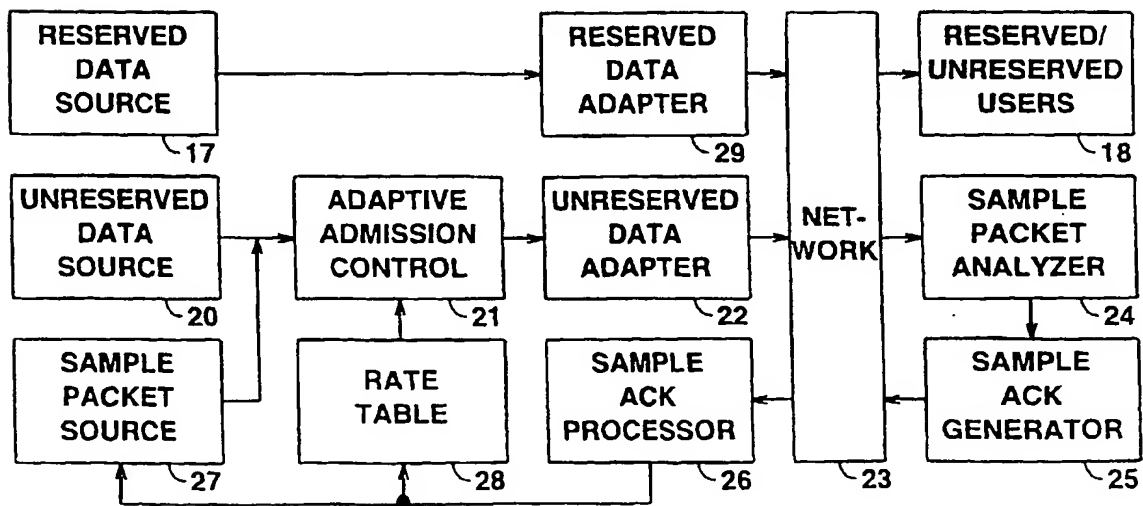 RESERVED
DATA
SOURCE
17
RESERVED
DATA
ADAPTER
29
RESERVED/
UNRESERVED
USERS
18
UNRESERVED
DATA
SOURCE
20
ADAPTIVE
ADMISSION
CONTROL
21
UNRESERVED
DATA
ADAPTER
22
NET-
WORK
23
SAMPLE
PACKET
ANALYZER
24
SAMPLE
PACKET
SOURCE
27
RATE
TABLE
28
SAMPLE
ACK
PROCESSOR
26
SAMPLE
ACK
GENERATOR
25